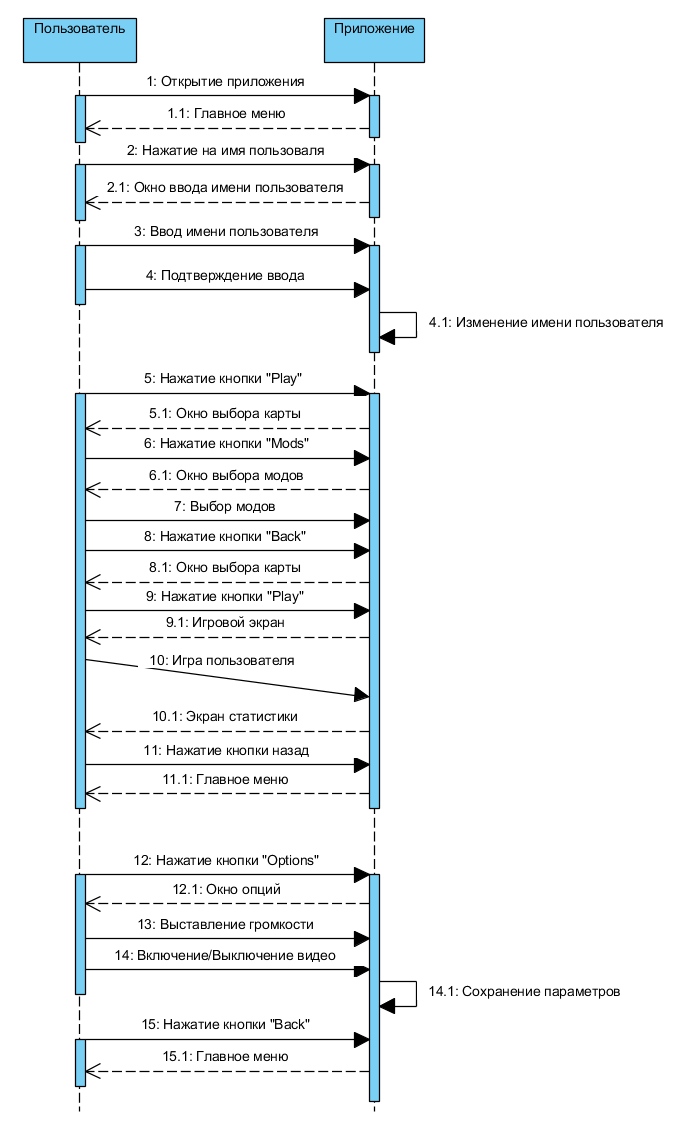 Пользователь
Приложение
1: Открытие приложения
1.1: Главное меню
2: Нажатие на имя пользоваля
2.1: Окно ввода имени пользователя
3: Ввод имени пользователя
4: Подтверждение ввода
4.1: Изменение имени пользователя
5: Нажатие кнопки "Play"
5.1: Окно выбора карты
6: Нажатие кнопки "Mods"
6.1: Окно выбора модов
7: Выбор модов
8: Нажатие кнопки "Back"
8.1: Окно выбора карты
9: Нажатие кнопки "Play"
9.1: Игровой экран
10: Игра пользователя
10.1: Экран статистики
11: Нажатие кнопки назад
11.1: Главное меню
12: Нажатие кнопки "Options"
12.1: Окно опций
13: Выставление громкости
14: Включение/Выключение видео
14.1: Сохранение параметров
15: Нажатие кнопки "Back"
15.1: Главное меню